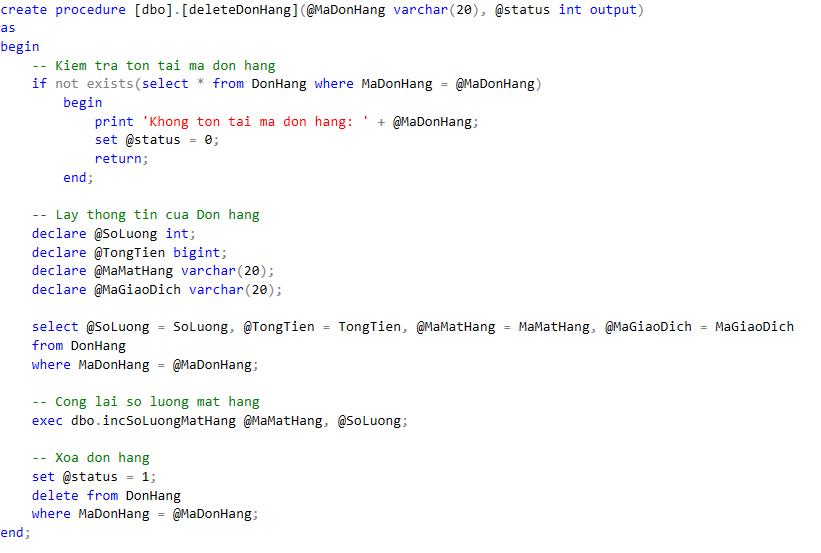 create procedure [dbo].[deleteDonHang](@MaDonHang varchar(20), @status int output)
as
begin
    -- Kiem tra ton tai ma don hang
    if not exists(select * from DonHang where MaDonHang = @MaDonHang)
        begin
            print 'Khong ton tai ma don hang: ' + @MaDonHang;
            set @status = 0;
            return;
        end;

    -- Lay thong tin cua Don hang
    declare @SoLuong int;
    declare @TongTien bigint;
    declare @MaMatHang varchar(20);
    declare @MaGiaoDich varchar(20);

    select @SoLuong = SoLuong, @TongTien = TongTien, @MaMatHang = MaMatHang, @MaGiaoDich = MaGiaoDich
    from DonHang
    where MaDonHang = @MaDonHang;

    -- Cong lai so luong mat hang
    exec dbo.incSoLuongMatHang @MaMatHang, @SoLuong;

    -- Xoa don hang
    set @status = 1;
    delete from DonHang
    where MaDonHang = @MaDonHang;
end;